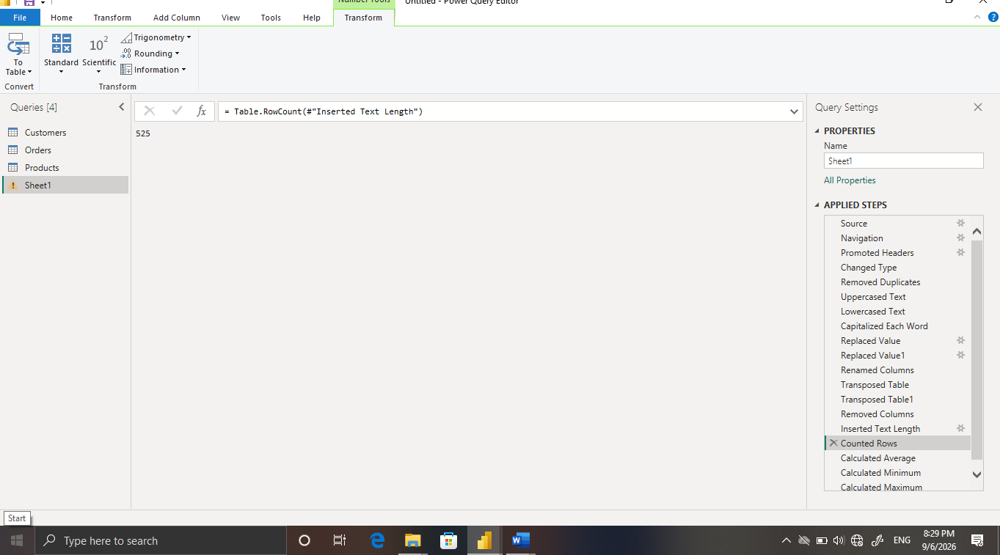 Number Tools
Untitled - Power Query Editor
File
Home
Transform
Add Column
View
Tools
Help
Transform
?
To
Table
Convert
Standard
10²
Scientific
Trigonometry
.00
Rounding
Information
Transform
Queries [4]
Customers
Orders
Products
Sheet1
fx
= Table.RowCount(#"Inserted Text Length")
525
Query Settings
PROPERTIES
Name
Sheet1
All Properties
APPLIED STEPS
Source
Navigation
Promoted Headers
Changed Type
Removed Duplicates
Uppercased Text
Lowercased Text
Capitalized Each Word
Replaced Value
Replaced Value1
Renamed Columns
Transposed Table
Transposed Table1
Removed Columns
Inserted Text Length
Counted Rows
Calculated Average
Calculated Minimum
Calculated Maximum
Start
Type here to search
ENG
8:29 PM
9/6/2026